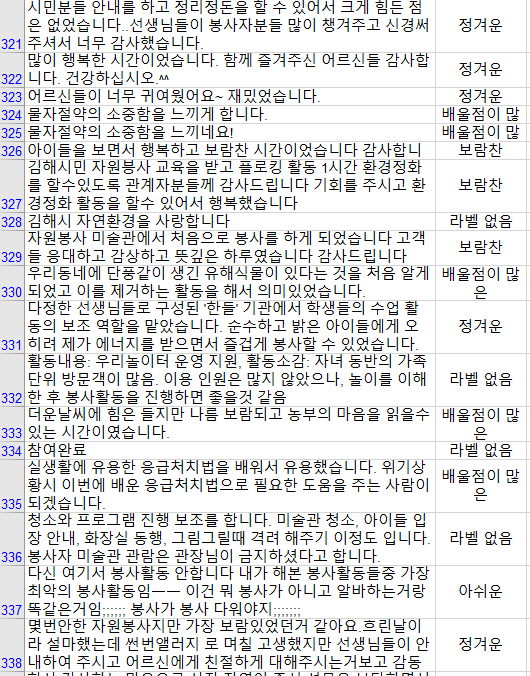 시민분들 안내를 하고 정리정돈을 할 수 있어서 크게 힘든 점
은 없었습니다..선생님들이 봉사자분들 많이 챙겨주고 신경써
321 주셔서 너무 감사했습니다. 정겨운
많이 행복한 시간이었습니다. 함께 즐겨주신 어르신들 감사합
322 니다. 건강하십시오.^^ 정겨운
323 어르신들이 너무 귀여웠어요~ 재밌었습니다. 정겨운
324 물자절약의 소중함을 느끼게 합니다. 배울점이 많
325 물자절약의 소중함을 느끼네요! 배울점이 많
326 아이들을 보면서 행복하고 보람찬 시간이었습니다 감사합니 보람찬
김해시민 자원봉사 교육을 받고 플로킹 활동 1시간 환경정화
를 할수있도록 관계자분들께 감사드립니다 기회를 주시고 환
327 경정화 활동을 할수 있어서 행복했습니다 보람찬
328 김해시 자연환경을 사랑합니다 라벨 없음
자원봉사 미술관에서 처음으로 봉사를 하게 되었습니다 고객
329 들 응대하고 감상하고 뜻깊은 하루였습니다 감사드립니다 보람찬
우리동네에 단풍같이 생긴 유해식물이 있다는 것을 처음 알게
330 되었고 이를 제거하는 활동을 해서 의미있었습니다. 배울점이 많은
다정한 선생님들로 구성된 '한들' 기관에서 학생들의 수업 활
동의 보조 역할을 맡았습니다. 순수하고 밝은 아이들에게 오
331 히려 제가 에너지를 받으면서 즐겁게 봉사할 수 있었습니다. 정겨운
활동내용: 우리놀이터 운영 지원, 활동소감: 자녀 동반의 가족
단위 방문객이 많음. 이용 인원은 많지 않았으나, 놀이를 이해
332 한 후 봉사활동을 진행하면 좋을것 같음 라벨 없음
더운날씨에 힘은 들지만 나름 보람되고 농부의 마음을 읽을수
333 있는 시간이였습니다. 배울점이 많은
334 참여완료 라벨 없음
실생활에 유용한 응급처치법을 배워서 유용했습니다. 위기상
황시 이번에 배운 응급처치법으로 필요한 도움을 주는 사람이
335 되겠습니다. 배울점이 많은
청소와 프로그램 진행 보조를 합니다. 미술관 청소, 아이들 입
장 안내, 화장실 동행, 그림그릴때 격려 해주기 이정도 입니다.
336 봉사자 미술관 관람은 관장님이 금지하셨다고 합니다. 라벨 없음
다신 여기서 봉사활동 안합니다 내가 해본 봉사활동들중 가장
최악의 봉사활동임ㅡㅡ 이건 뭐 봉사가 아니고 알바하는거랑
337 똑같은거임;;;;;; 봉사가 봉사 다워야지;;;;;;; 아쉬운
몇번안한 자원봉사지만 가장 보람있었던거 같아요.흐린날이
라 설마했는데 썬번앨러지 로 며칠 고생했지만 선생님들이 안
338 내하여 주시고 어르신에게 친절하게 대해주시는거보고 감동 정겨운